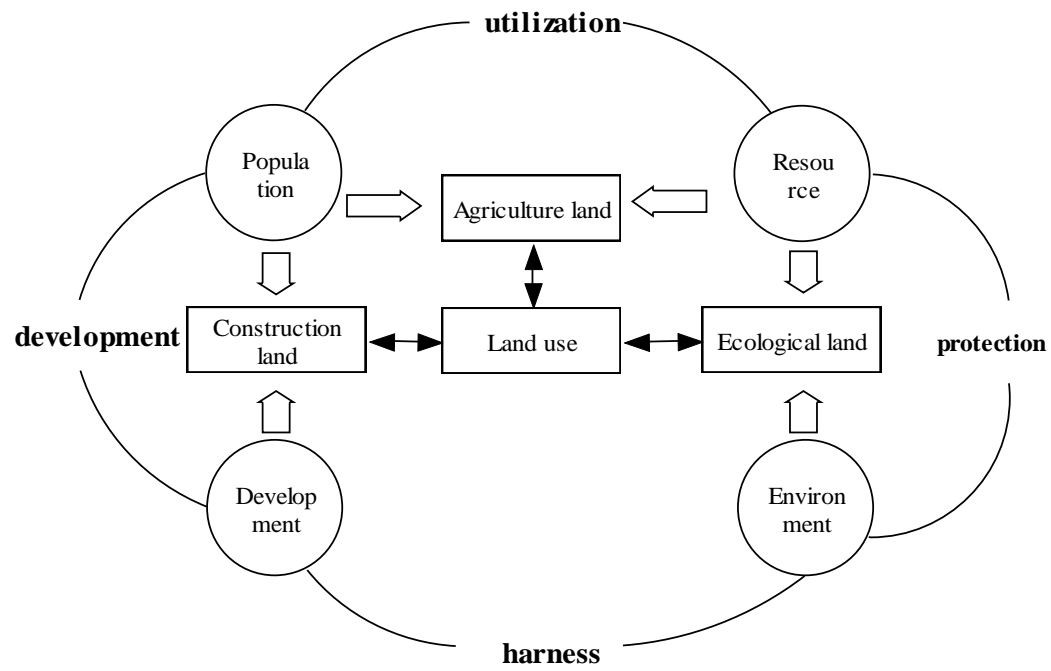 utilization
Popula
tion
Resou
rce
Agriculture land
development
Construction
land
Land use
Ecological land
protection
Develop
ment
Environ
ment
harness